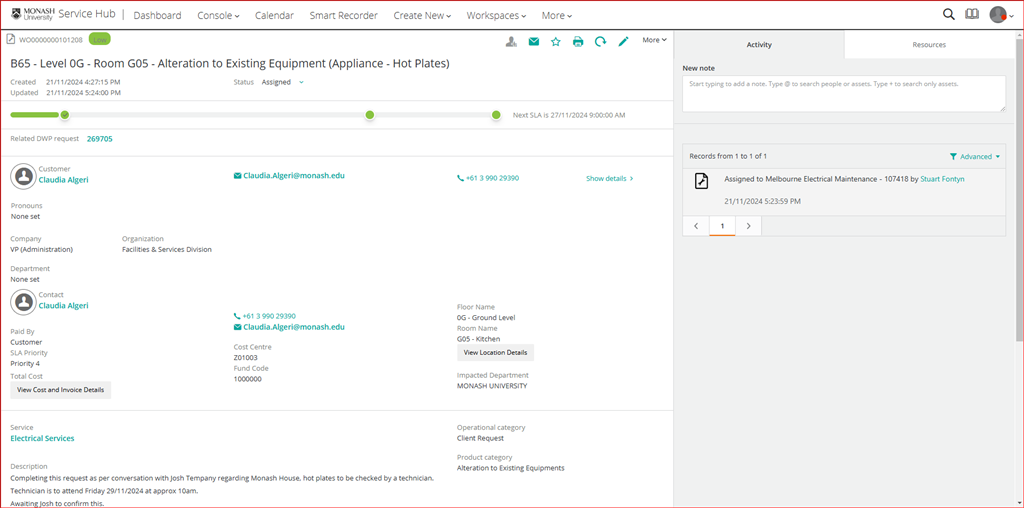 MONASH University Service Hub Dashboard Console Calendar Smart Recorder Create New Workspaces More
WO0000000101208 Low
More
B65 - Level 0G - Room G05 - Alteration to Existing Equipment (Appliance - Hot Plates)
Created 21/11/2024 4:27:15 PM Status Assigned
Updated 21/11/2024 5:24:00 PM
Next SLA is 27/11/2024 9:00:00 AM
Related DWP request 269705
Customer
Claudia Algeri
Claudia.Algeri@monash.edu
+61 3 990 29390
Show details
Pronouns
None set
Company Organization
VP (Administration) Facilities & Services Division
Department
None set
Contact
Claudia Algeri
+61 3 990 29390
Claudia.Algeri@monash.edu
Floor Name
0G - Ground Level
Room Name
G05 - Kitchen
View Location Details
Paid By
Customer
SLA Priority
Priority 4
Total Cost
View Cost and Invoice Details
Cost Centre
Z01003
Fund Code
1000000
Impacted Department
MONASH UNIVERSITY
Service
Electrical Services
Operational category
Client Request
Product category
Alteration to Existing Equipments
Description
Completing this request as per conversation with Josh Tempany regarding Monash House, hot plates to be checked by a technician.
Technician is to attend Friday 29/11/2024 at approx 10am.
Awaiting Josh to confirm this.
Activity Resources
New note
Start typing to add a note. Type @ to search people or assets. Type + to search only assets.
Records from 1 to 1 of 1 Advanced
Assigned to Melbourne Electrical Maintenance - 107418 by Stuart Fontyn
21/11/2024 5:23:59 PM
1